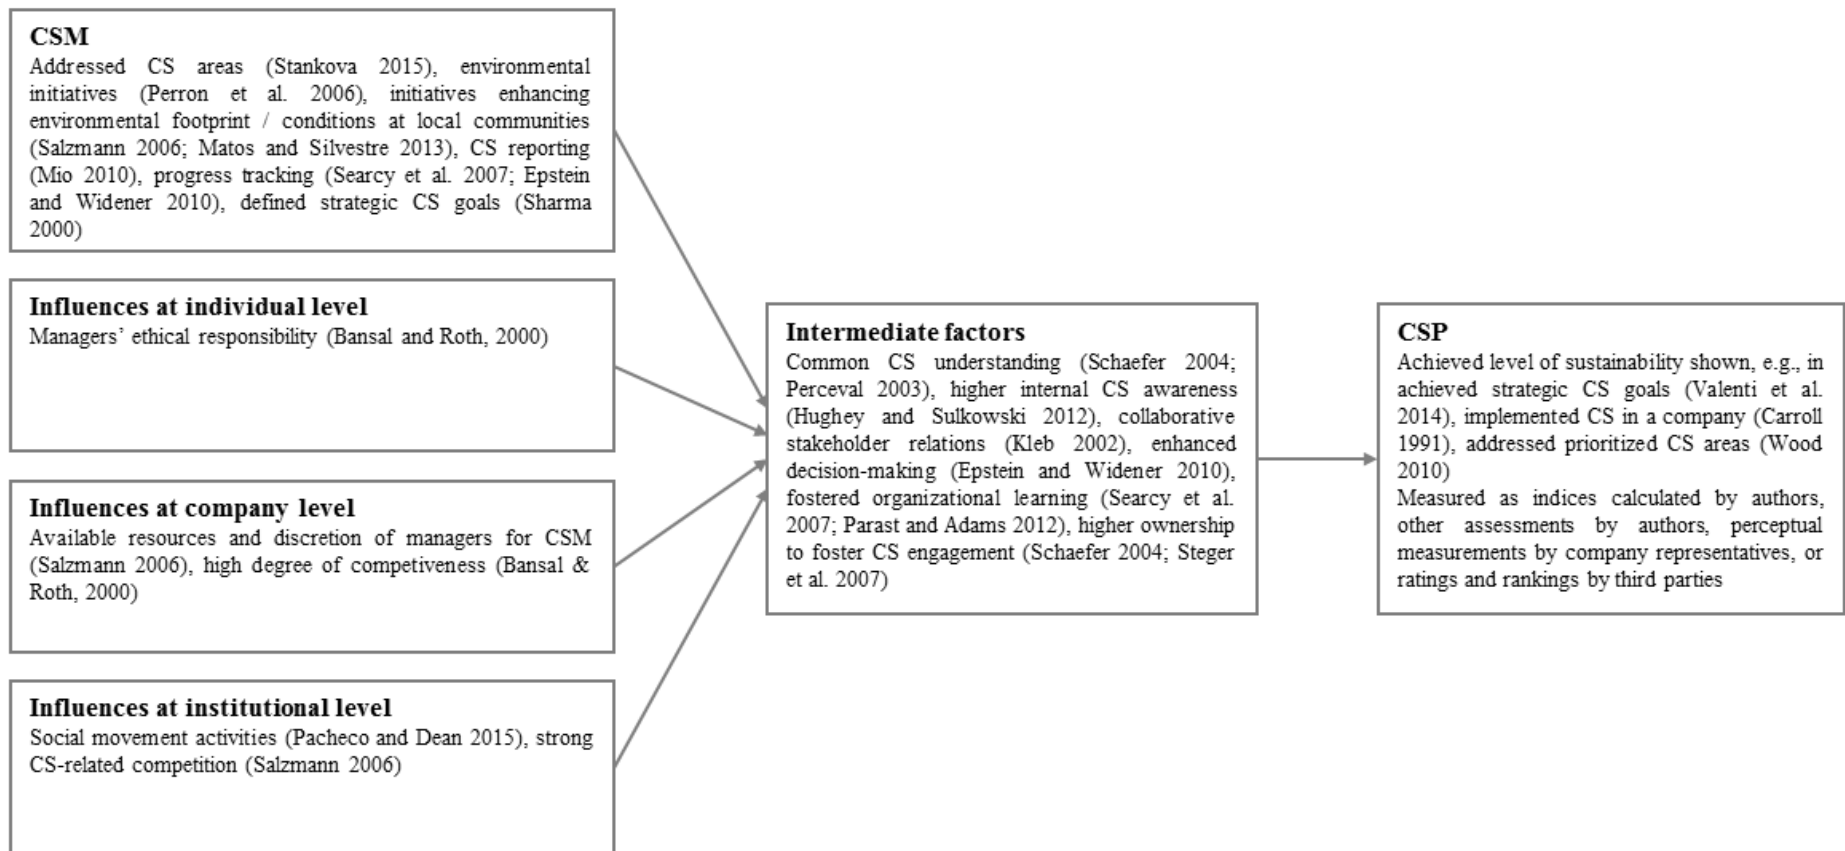 CSM
Addressed CS areas (Stankova 2015), environmental
initiatives (Perron et al. 2006), initiatives enhancing
environmental footprint / conditions at local communities
(Salzmann 2006; Matos and Silvestre 2013), CS reporting
(Mio 2010), progress tracking (Searcy et al. 2007; Epstein
and Widener 2010), defined strategic CS goals (Sharma
2000)
Influences at individual level
Managers’ ethical responsibility (Bansal and Roth, 2000)
Influences at company level
Available resources and discretion of managers for CSM
(Salzmann 2006), high degree of competiveness (Bansal &
Roth, 2000)
Influences at institutional level
Social movement activities (Pacheco and Dean 2015), strong
CS-related competition (Salzmann 2006)
Intermediate factors
Common CS understanding (Schaefer 2004;
Perceval 2003), higher internal CS awareness
(Hughey and Sulkowski 2012), collaborative
stakeholder relations (Kleb 2002), enhanced
decision-making (Epstein and Widener 2010),
fostered organizational learning (Searcy et al.
2007; Parast and Adams 2012), higher ownership
to foster CS engagement (Schaefer 2004; Steger
et al. 2007)
CSP
Achieved level of sustainability shown, e.g., in
achieved strategic CS goals (Valenti et al.
2014), implemented CS in a company (Carroll
1991), addressed prioritized CS areas (Wood
2010)
Measured as indices calculated by authors,
other assessments by authors, perceptual
measurements by company representatives, or
ratings and rankings by third parties